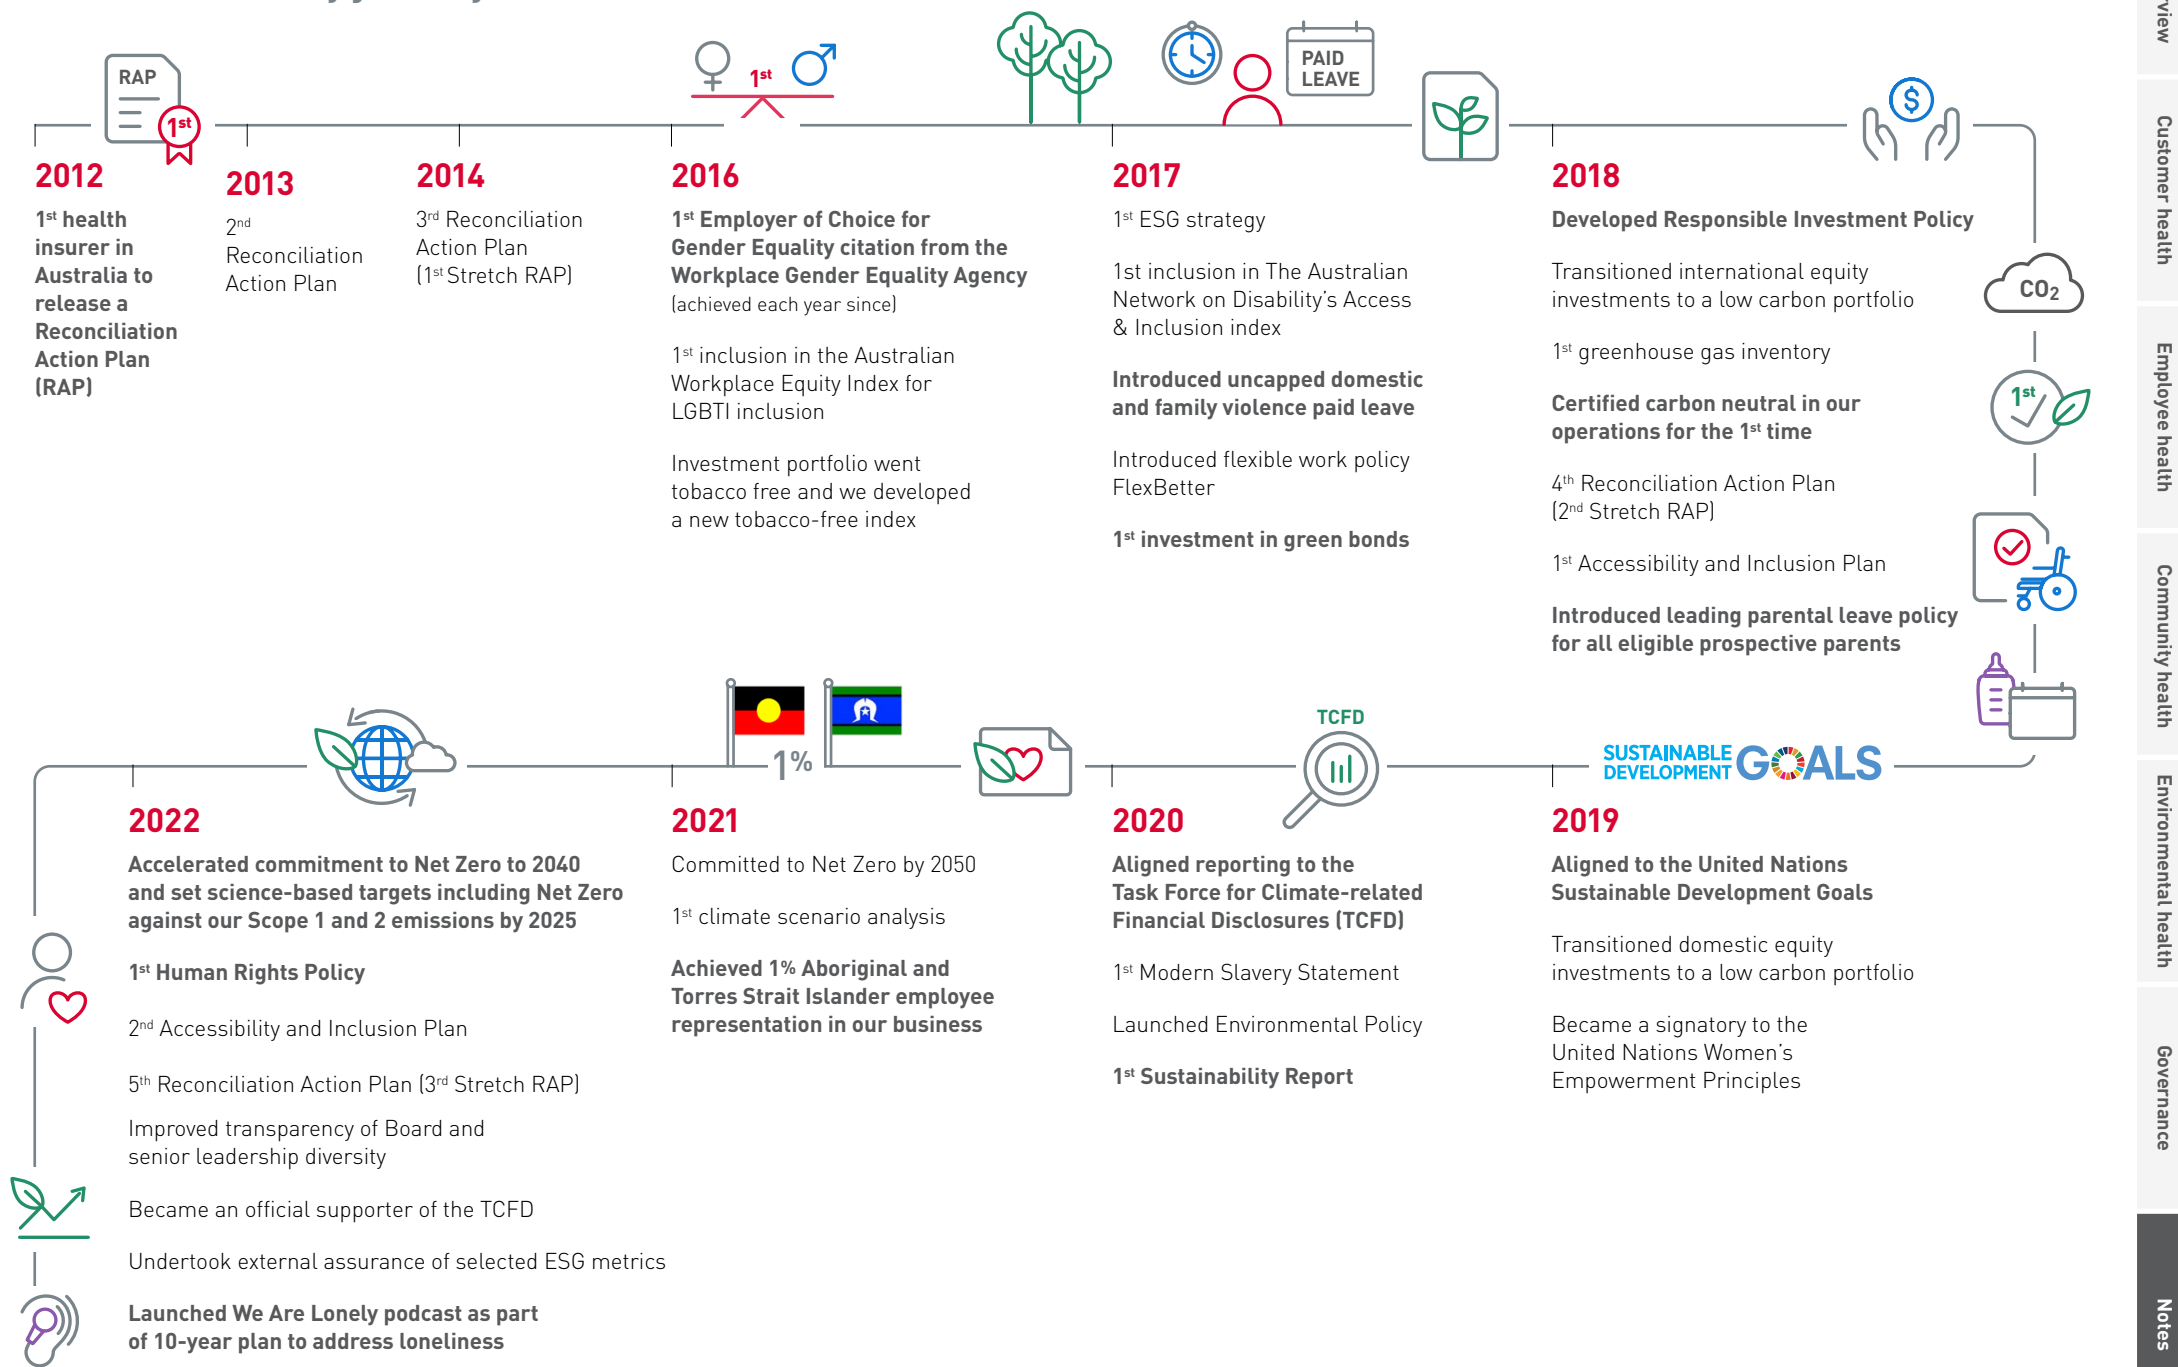 RAP
1st
2012
1st health
insurer in
Australia to
release a
Reconciliation
Action Plan
(RAP)
2013
2nd
Reconciliation
Action Plan
2014
3rd Reconciliation
Action Plan
(1st Stretch RAP)
1st
2016
1st Employer of Choice for
Gender Equality citation from the
Workplace Gender Equality Agency
(achieved each year since)
1st inclusion in the Australian
Workplace Equity Index for
LGBTI inclusion
Investment portfolio went
tobacco free and we developed
a new tobacco-free index
PAID
LEAVE
2017
1st ESG strategy
1st inclusion in The Australian
Network on Disability's Access
& Inclusion index
Introduced uncapped domestic
and family violence paid leave
Introduced flexible work policy
FlexBetter
1st investment in green bonds
$
2018
Developed Responsible Investment Policy
Transitioned international equity
investments to a low carbon portfolio
1st greenhouse gas inventory
Certified carbon neutral in our
operations for the 1st time
4th Reconciliation Action Plan
(2nd Stretch RAP)
1st Accessibility and Inclusion Plan
Introduced leading parental leave policy
for all eligible prospective parents
CO2
1st
SUSTAINABLE
DEVELOPMENT
GOALS
2019
Aligned to the United Nations
Sustainable Development Goals
Transitioned domestic equity
investments to a low carbon portfolio
Became a signatory to the
United Nations Women's
Empowerment Principles
TCFD
2020
Aligned reporting to the
Task Force for Climate-related
Financial Disclosures (TCFD)
1st Modern Slavery Statement
Launched Environmental Policy
1st Sustainability Report
1%
2021
Committed to Net Zero by 2050
1st climate scenario analysis
Achieved 1% Aboriginal and
Torres Strait Islander employee
representation in our business
2022
Accelerated commitment to Net Zero to 2040
and set science-based targets including Net Zero
against our Scope 1 and 2 emissions by 2025
1st Human Rights Policy
2nd Accessibility and Inclusion Plan
5th Reconciliation Action Plan (3rd Stretch RAP)
Improved transparency of Board and
senior leadership diversity
Became an official supporter of the TCFD
Undertook external assurance of selected ESG metrics
Launched We Are Lonely podcast as part
of 10-year plan to address loneliness
Customer health
Employee health
Community health
Environmental health
Governance
Notes